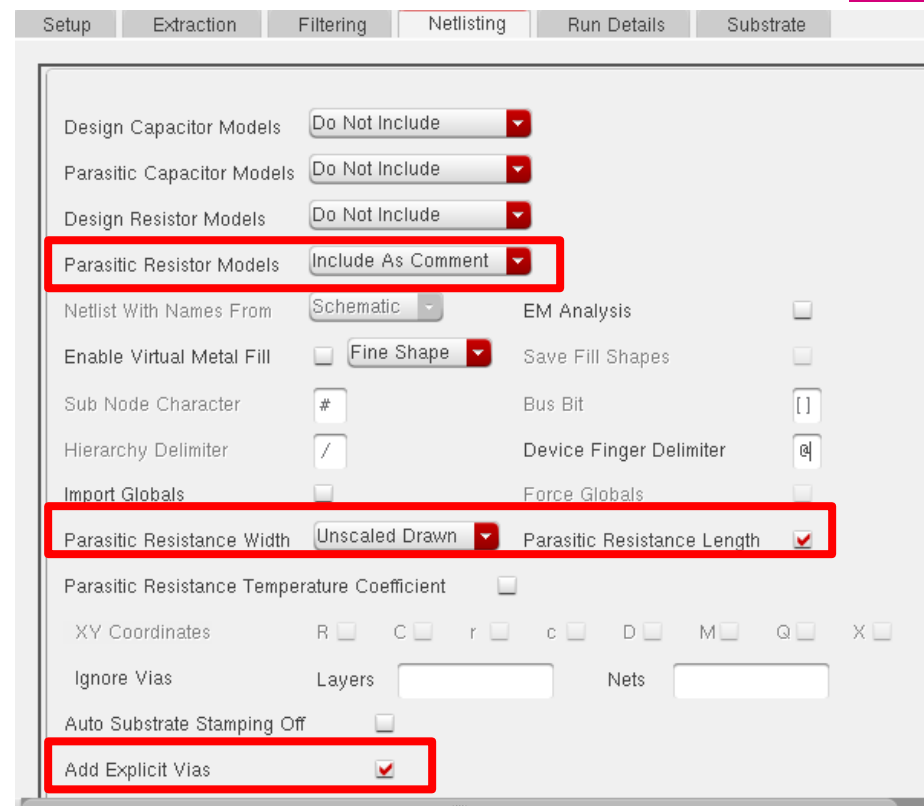 Setup Extraction Filtering Netlisting Run Details Substrate
Design Capacitor Models Do Not Include
Parasitic Capacitor Models Do Not Include
Design Resistor Models Do Not Include
Parasitic Resistor Models Include As Comment
Netlist With Names From Schematic EM Analysis
Enable Virtual Metal Fill Fine Shape Save Fill Shapes
Sub Node Character # Bus Bit []
Hierarchy Delimiter / Device Finger Delimiter @
Import Globals Force Globals
Parasitic Resistance Width Unscaled Drawn Parasitic Resistance Length
Parasitic Resistance Temperature Coefficient
XY Coordinates R C r c D M Q X
Ignore Vias Layers Nets
Auto Substrate Stamping Off
Add Explicit Vias